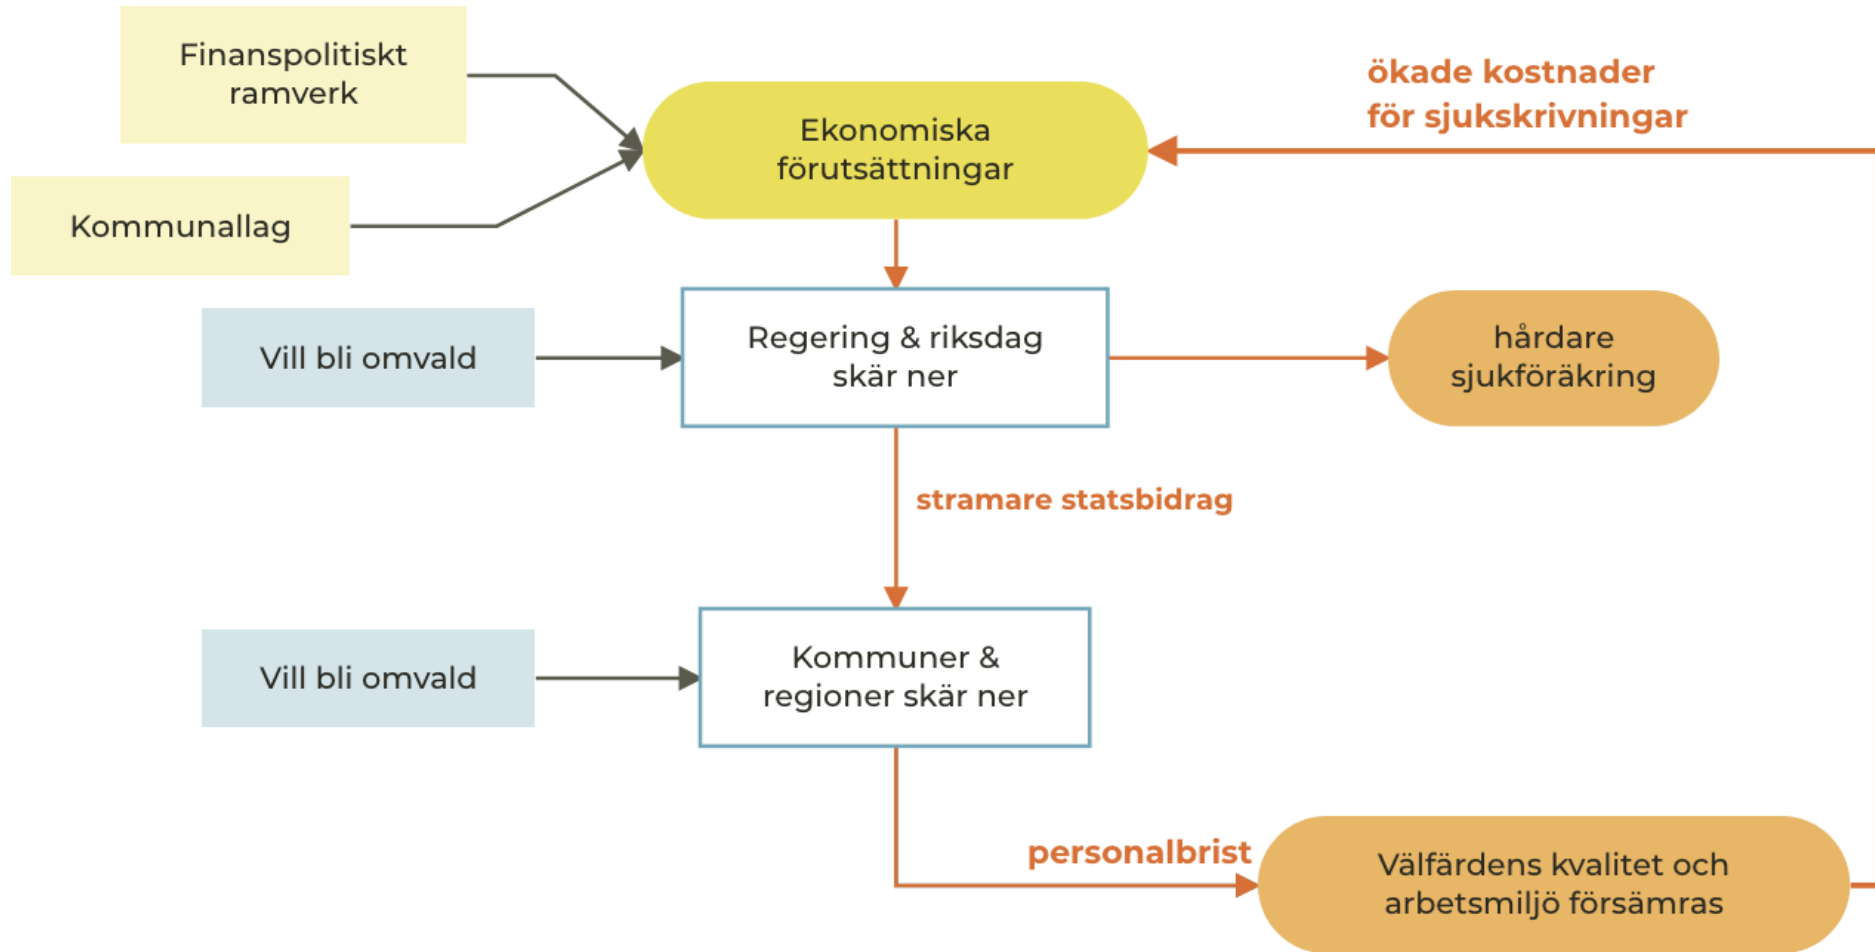 Finanspolitiskt
ramverk
ökade kostnader
för sjukskrivningar
Ekonomiska
förutsättningar
Kommunallag
Vill bli omvald
Regering & riksdag
skär ner
hårdare
sjukföräkring
stramare statsbidrag
Vill bli omvald
Kommuner &
regioner skär ner
personalbrist
Välfärdens kvalitet och
arbetsmiljö försämras